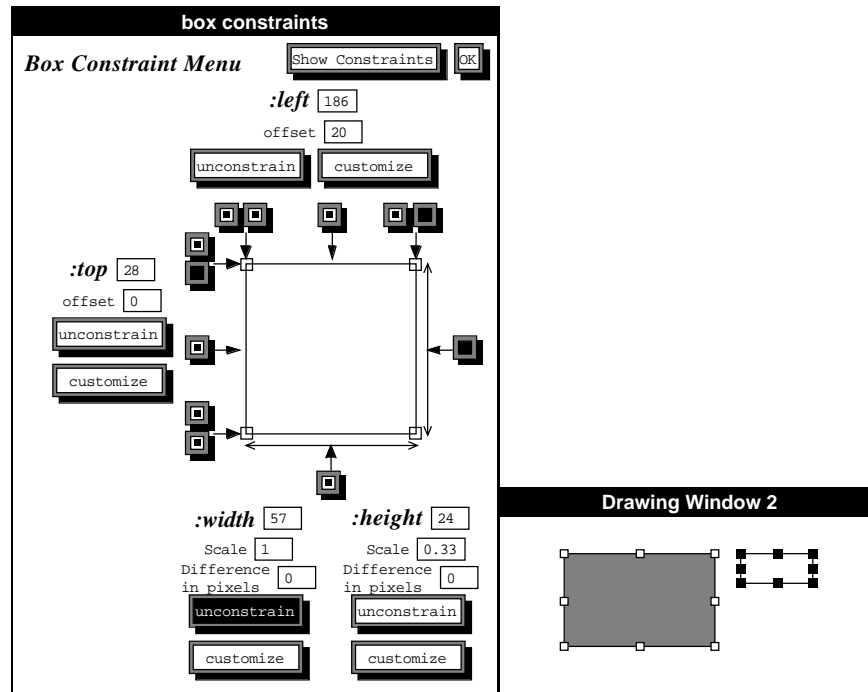 box constraints
Box Constraint Menu
Show Constraints
OK
:left 186
offset 20
unconstrain
customize
:top 28
offset 0
unconstrain
customize
:width 57
:height 24
Scale 1
Scale 0.33
Difference in pixels 0
Difference in pixels 0
unconstrain
unconstrain
customize
customize
Drawing Window 2